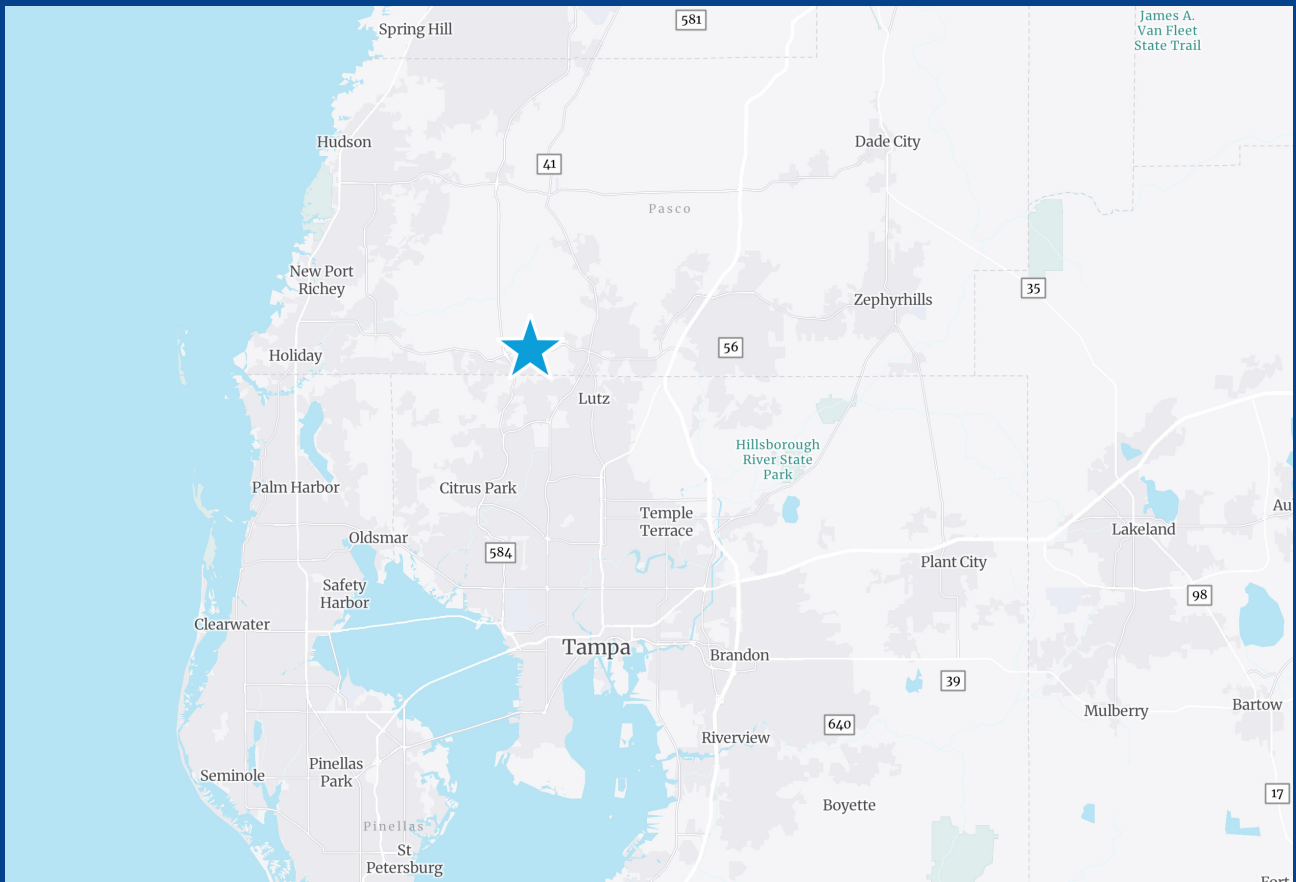 581
James A.
Van Fleet
State Trail
Spring Hill
Hudson
41
Dade City
Pasco
New Port
Richey
35
Zephyrhills
56
Holiday
Lutz
Hillsborough
River State
Park
Palm Harbor
Citrus Park
Temple
Terrace
Au
Lakeland
Oldsmar
584
Plant City
Safety
Harbor
98
Clearwater
Tampa
Brandon
39
Mulberry
Bartow
640
Riverview
Pinellas
Park
Seminole
17
Boyette
Pinellas
St
Petersburg